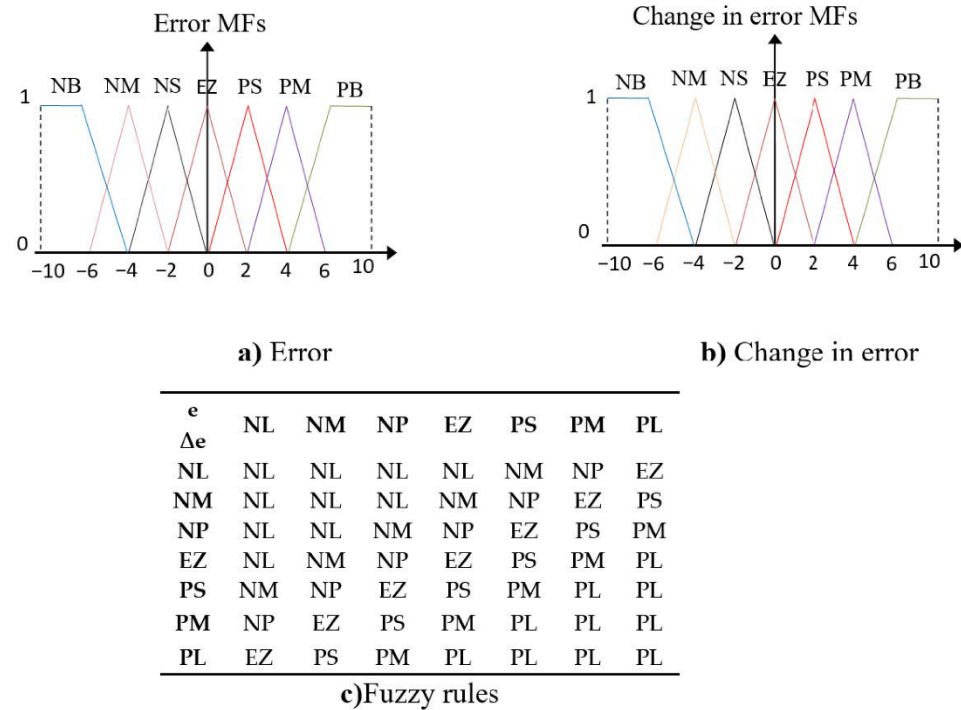 Error MFs
NB NM NS EZ PS PM PB
1
0
−10 −6 −4 −2 0 2 4 6 10
a) Error
Change in error MFs
NB NM NS EZ PS PM PB
1
0
−10 −6 −4 −2 0 2 4 6 10
b) Change in error
e
Δe
NL NM NP EZ PS PM PL
NL NL NL NL NL NM NP EZ
NM NL NL NL NM NP EZ PS
NP NL NL NM NP EZ PS PM
EZ NL NM NP EZ PS PM PL
PS NM NP EZ PS PM PL PL
PM NP EZ PS PM PL PL PL
PL EZ PS PM PL PL PL PL
c)Fuzzy rules